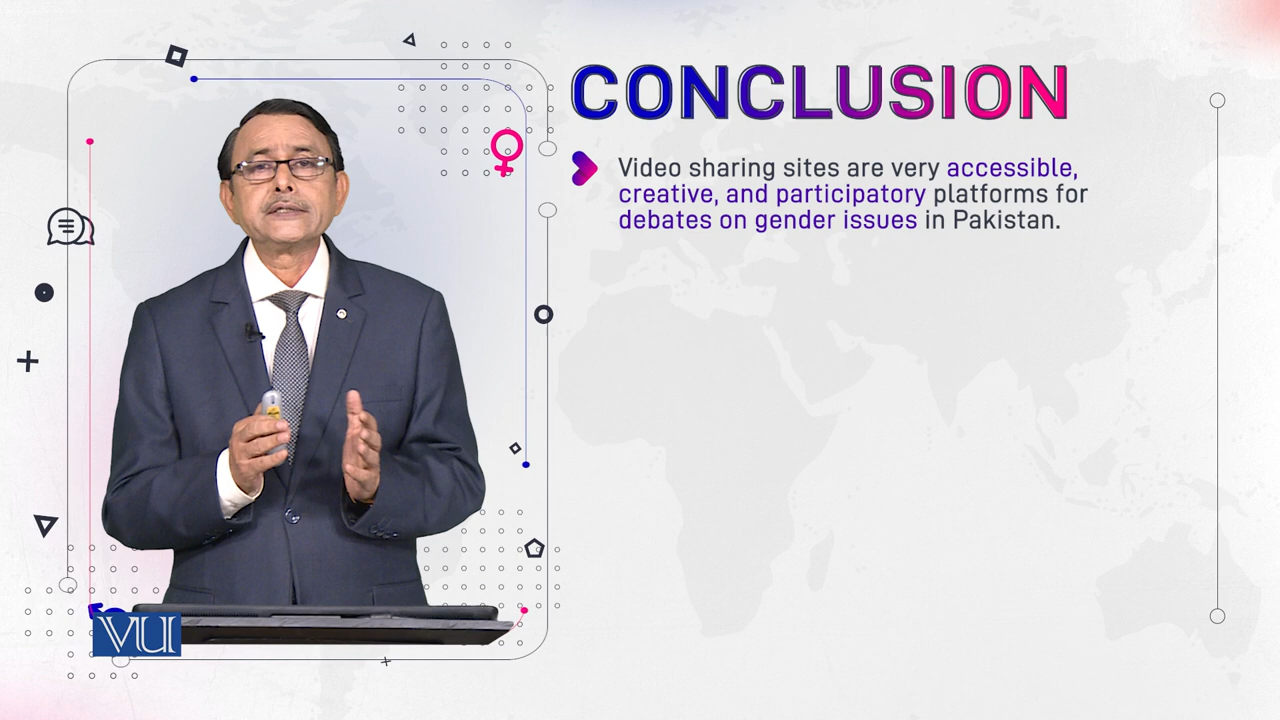 CONCLUSION
Video sharing sites are very accessible,
creative, and participatory platforms for
debates on gender issues in Pakistan.
VU